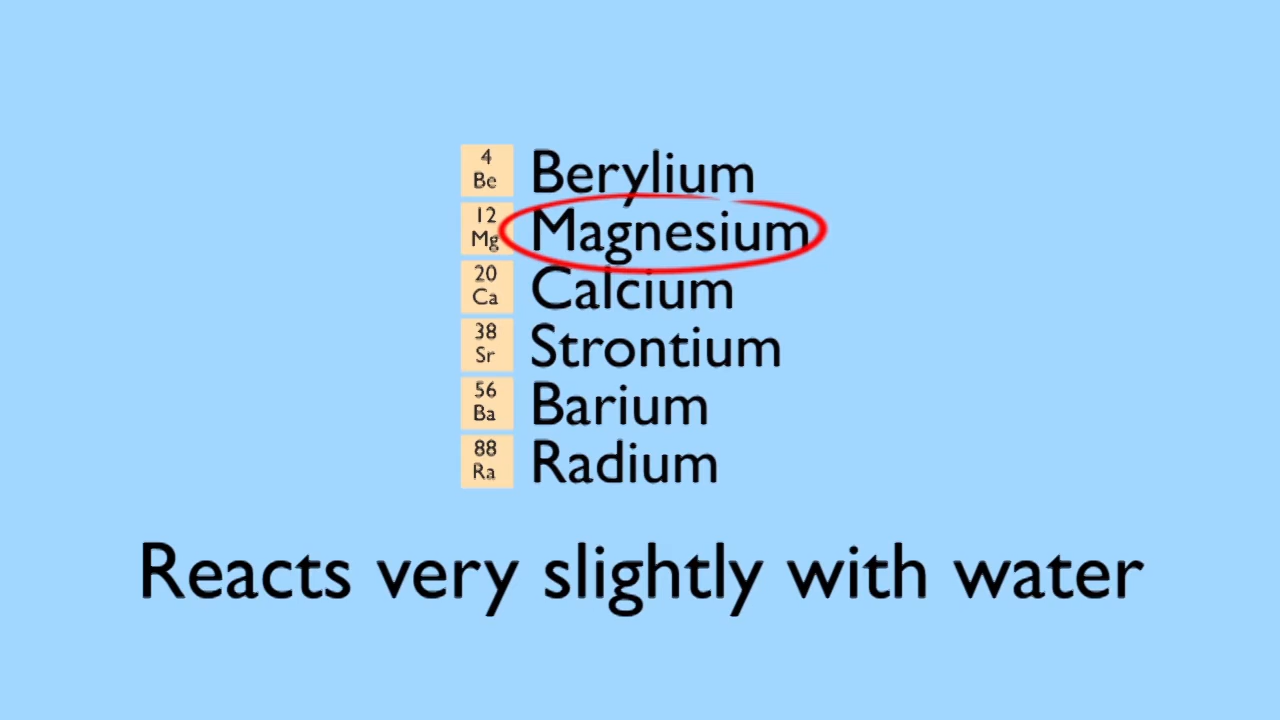 4
Be Berylium
12
Mg Magnesium
20
Ca Calcium
38
Sr Strontium
56
Ba Barium
88
Ra Radium
Reacts very slightly with water